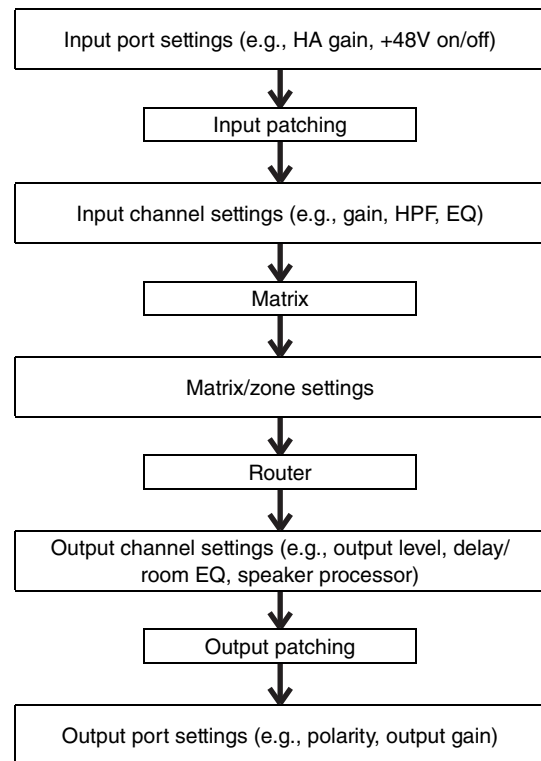 Input port settings (e.g., HA gain, +48V on/off)
Input patching
Input channel settings (e.g., gain, HPF, EQ)
Matrix
Matrix/zone settings
Router
Output channel settings (e.g., output level, delay/
room EQ, speaker processor)
Output patching
Output port settings (e.g., polarity, output gain)